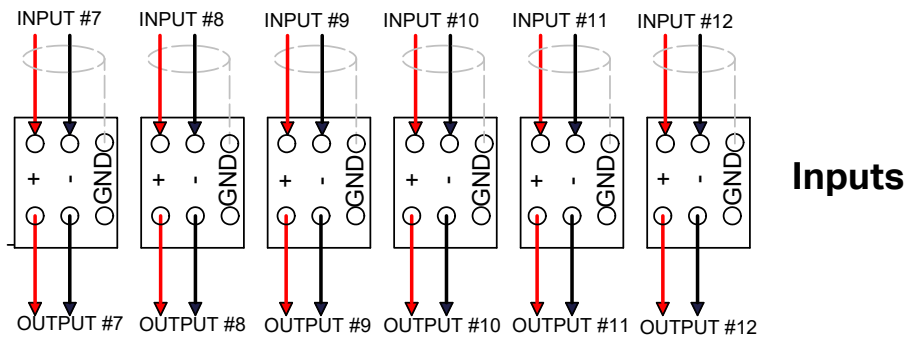 INPUT #7 INPUT #8 INPUT #9 INPUT #10 INPUT #11 INPUT #12
+ - GND + - GND + - GND + - GND + - GND + - GND
Inputs
OUTPUT #7 OUTPUT #8 OUTPUT #9 OUTPUT #10 OUTPUT #11 OUTPUT #12